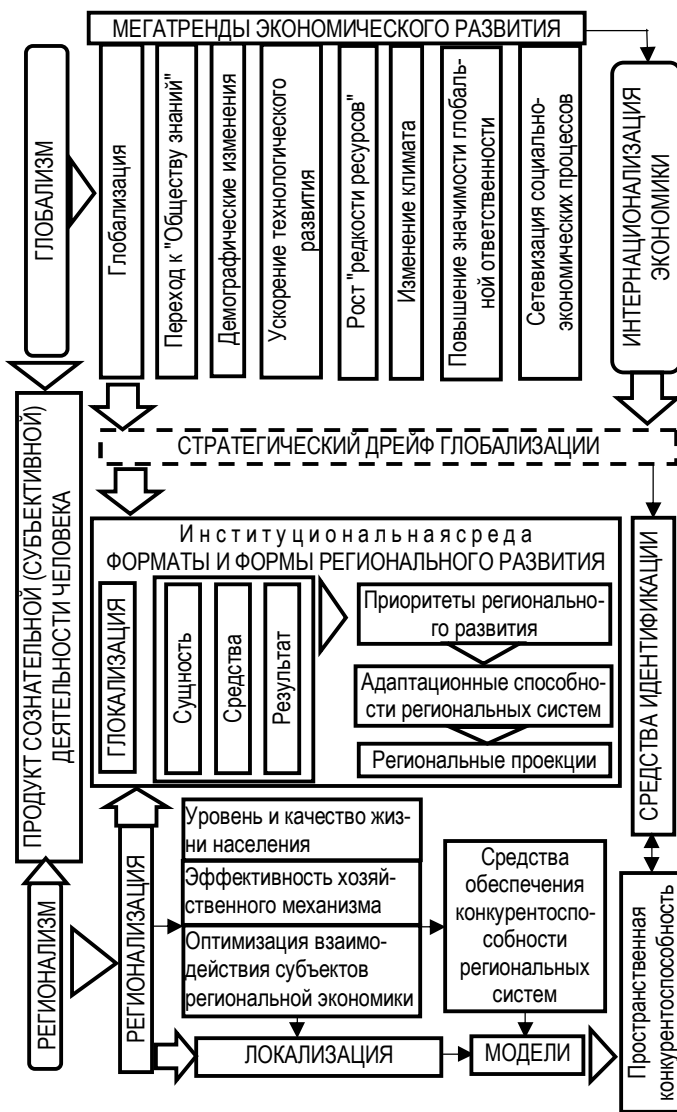 МЕГАТРЕНДЫ ЭКОНОМИЧЕСКОГО РАЗВИТИЯ
ГЛОБАЛИЗМ
Глобализация
Переход к "Обществу знаний"
Демографические изменения
Ускорение технологического
развития
Рост "редкости ресурсов"
Изменение климата
Повышение значимости глобаль-
ной ответственности
Сетевизация социально-
экономических процессов
ИНТЕРНАЦИОНАЛИЗАЦИЯ
ЭКОНОМИКИ
СТРАТЕГИЧЕСКИЙ ДРЕЙФ ГЛОБАЛИЗАЦИИ
ПРОДУКТ СОЗНАТЕЛЬНОЙ (СУБЪЕКТИВНОЙ)
ДЕЯТЕЛЬНОСТИ ЧЕЛОВЕКА
Институциональная среда
ФОРМАТЫ И ФОРМЫ РЕГИОНАЛЬНОГО РАЗВИТИЯ
ГЛОКАЛИЗАЦИЯ
Сущность
Средства
Результат
Приоритеты регионально-
го развития
Адаптационные способно-
сти региональных систем
Региональные проекции
СРЕДСТВА ИДЕНТИФИКАЦИИ
РЕГИОНАЛИЗМ
РЕГИОНАЛИЗАЦИЯ
Уровень и качество жиз-
ни населения
Эффективность хозяй-
ственного механизма
Оптимизация взаимо-
действия субъектов
региональной экономики
Средства
обеспечения
конкурентоспо-
собности
региональных
систем
ЛОКАЛИЗАЦИЯ
МОДЕЛИ
Пространственная
конкурентоспособность